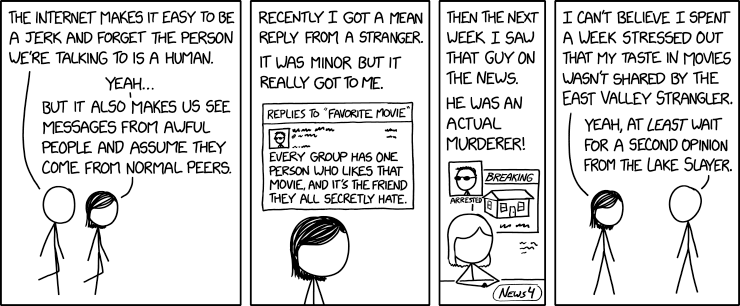 THE INTERNET MAKES IT EASY TO BE
A JERK AND FORGET THE PERSON
WE'RE TALKING TO IS A HUMAN.
YEAH...
BUT IT ALSO MAKES US SEE
MESSAGES FROM AWFUL
PEOPLE AND ASSUME THEY
COME FROM NORMAL PEERS.
RECENTLY I GOT A MEAN
REPLY FROM A STRANGER.
IT WAS MINOR BUT IT
REALLY GOT TO ME.
REPLIES TO "FAVORITE MOVIE"
EVERY GROUP HAS ONE
PERSON WHO LIKES THAT
MOVIE, AND IT'S THE FRIEND
THEY ALL SECRETLY HATE.
THEN THE NEXT
WEEK I SAW
THAT GUY ON
THE NEWS.
HE WAS AN
ACTUAL
MURDERER!
BREAKING
ARRESTED
NEWS 4
I CAN'T BELIEVE I SPENT
A WEEK STRESSED OUT
THAT MY TASTE IN MOVIES
WASN'T SHARED BY THE
EAST VALLEY STRANGLER.
YEAH, AT LEAST WAIT
FOR A SECOND OPINION
FROM THE LAKE SLAYER.